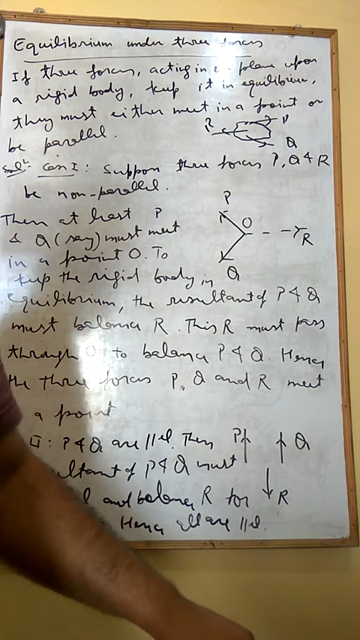 Equilibrium under three forces
If three forces, acting in a plane upon
a rigid body, keep it in equilibrium,
they must either meet in a point or
be parallel.
R P
Q
Soln: Case I: Suppose three forces P, Q & R
be non-parallel.
Then at least P
& Q (say) must meet
in a point O. To
keep the rigid body in
P
O
R
Q
equilibrium, the resultant of P & Q
must balance R. This R must pass
through O to balance P & Q. Hence
the three forces P, Q and R meet
a point
II: P & Q are ||el. Then P Q
resultant of P & Q must
and balance R for R
Hence all are ||el.